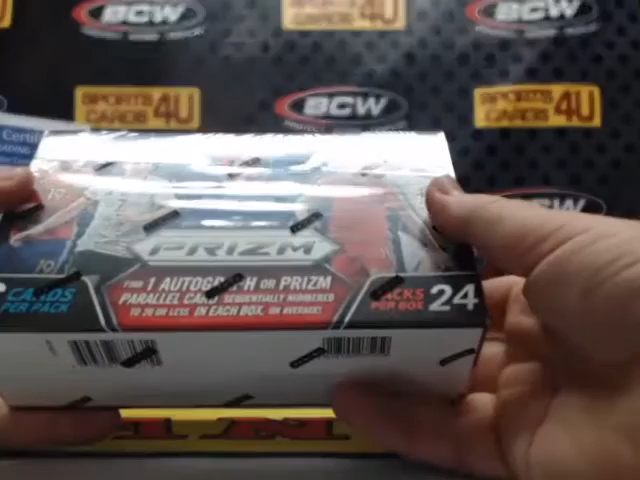 BCW
SPORTS
CARDS 4U
BCW
SPORTS
CARDS 4U
BCW
SPORTS
CARDS 4U
Certifi
BCW
PRIZM
FIND 1 AUTOGRAPH OR PRIZM
PARALLEL CARD SEQUENTIALLY NUMBERED
TO 20 OR LESS IN EACH BOX, ON AVERAGE!
CARDS
PER PACK
PACKS
PER BOX 24